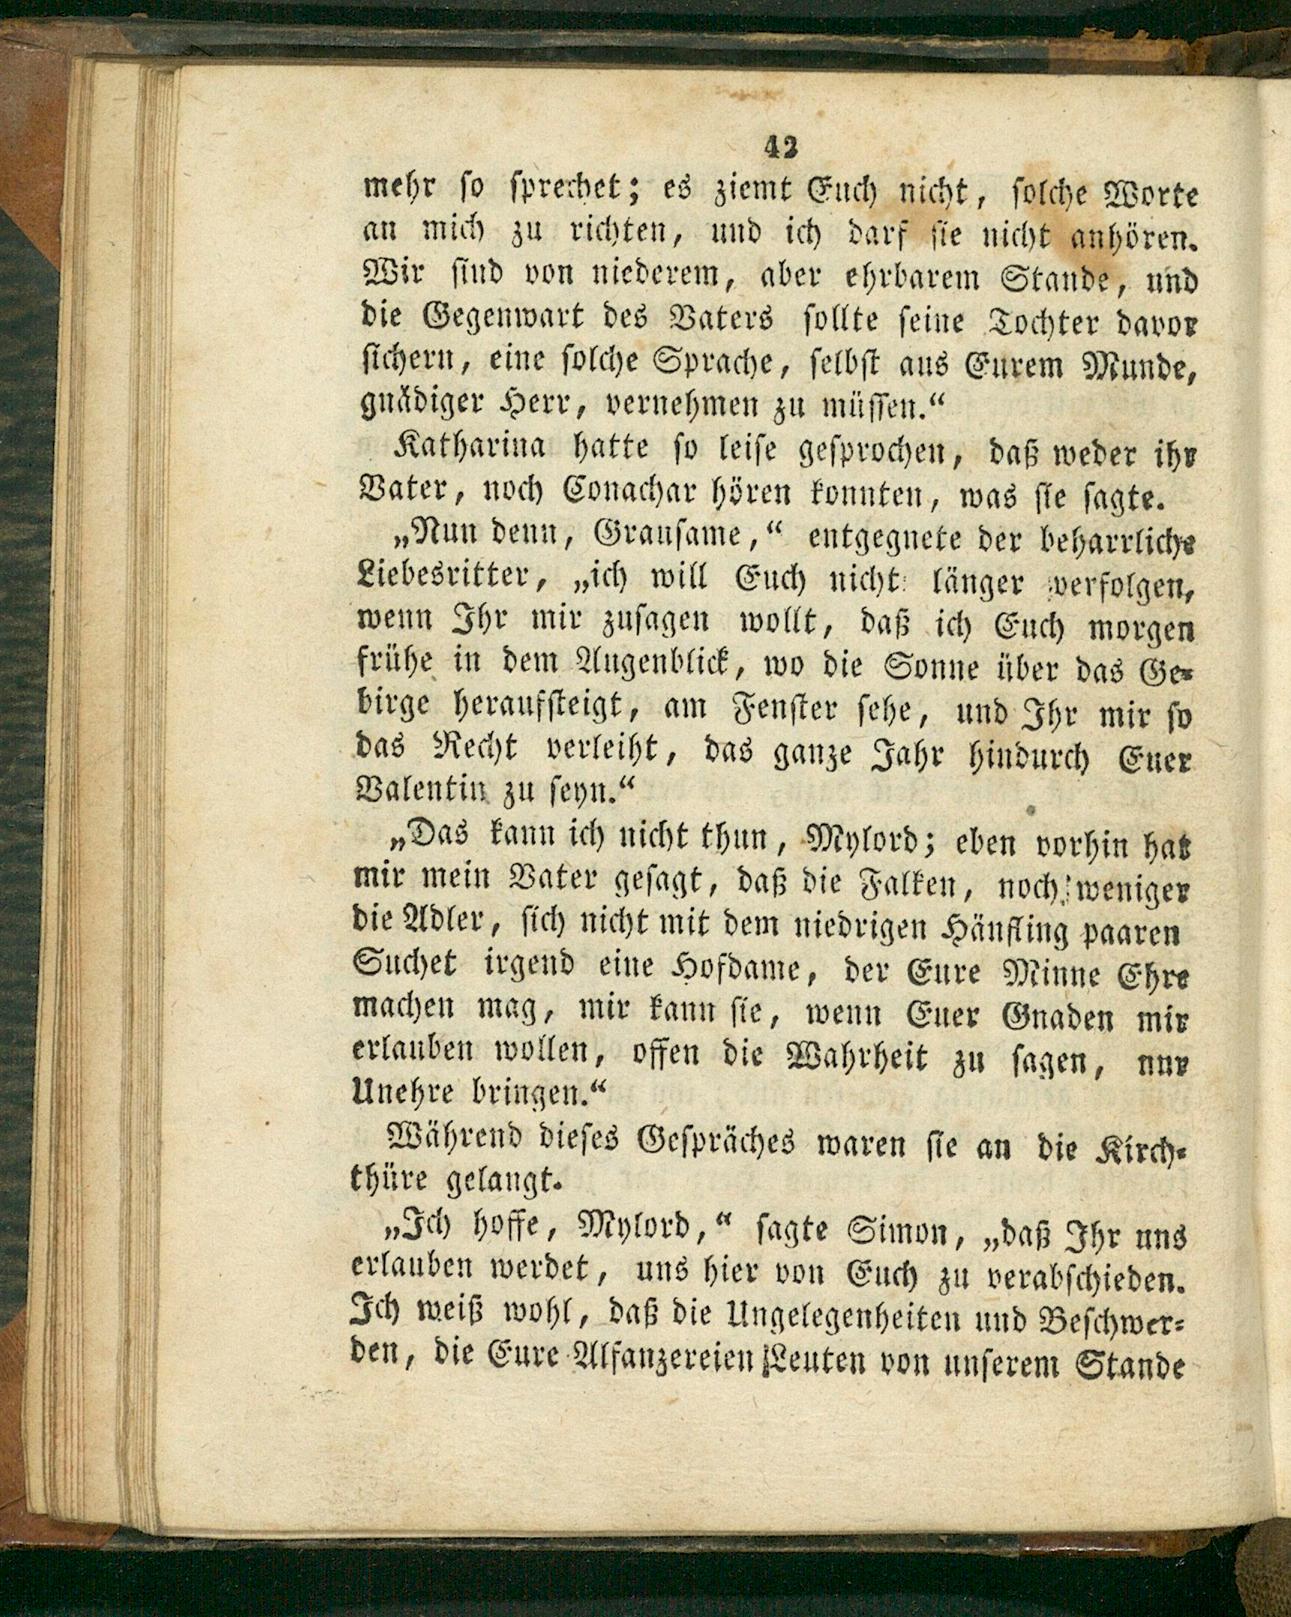 42
mehr so sprechet; es ziemt Euch nicht, solche Worte
an mich zu richten, und ich darf sie nicht anhören.
Wir sind von niederem, aber ehrbarem Stande, und
die Gegenwart des Vaters sollte seine Tochter davor
sichern, eine solche Sprache, selbst aus Eurem Munde,
gnädiger Herr, vernehmen zu müssen.“
Katharina hatte so leise gesprochen, daß weder ihr
Vater, noch Conachar hören konnten, was sie sagte.
„Nun denn, Grausame,“ entgegnete der beharrliche
Liebesritter, „ich will Euch nicht länger verfolgen,
wenn Ihr mir zusagen wollt, daß ich Euch morgen
frühe in dem Augenblick, wo die Sonne über das Ge-
birge heraufsteigt, am Fenster sehe, und Ihr mir so
das Recht verleiht, das ganze Jahr hindurch Euer
Valentin zu seyn.“
„Das kann ich nicht thun, Mylord; eben vorhin hat
mir mein Vater gesagt, daß die Falken, noch weniger
die Adler, sich nicht mit dem niedrigen Hänfling paaren
Suchet irgend eine Hofdame, der Eure Minne Ehre
machen mag, mir kann sie, wenn Euer Gnaden mir
erlauben wollen, offen die Wahrheit zu sagen, nur
Unehre bringen.“
Während dieses Gespräches waren sie an die Kirch-
thüre gelangt.
„Ich hoffe, Mylord,“ sagte Simon, „daß Ihr uns
erlauben werdet, uns hier von Euch zu verabschieden.
Ich weiß wohl, daß die Ungelegenheiten und Beschwer-
den, die Eure Alfanzereien Leuten von unserem Stande